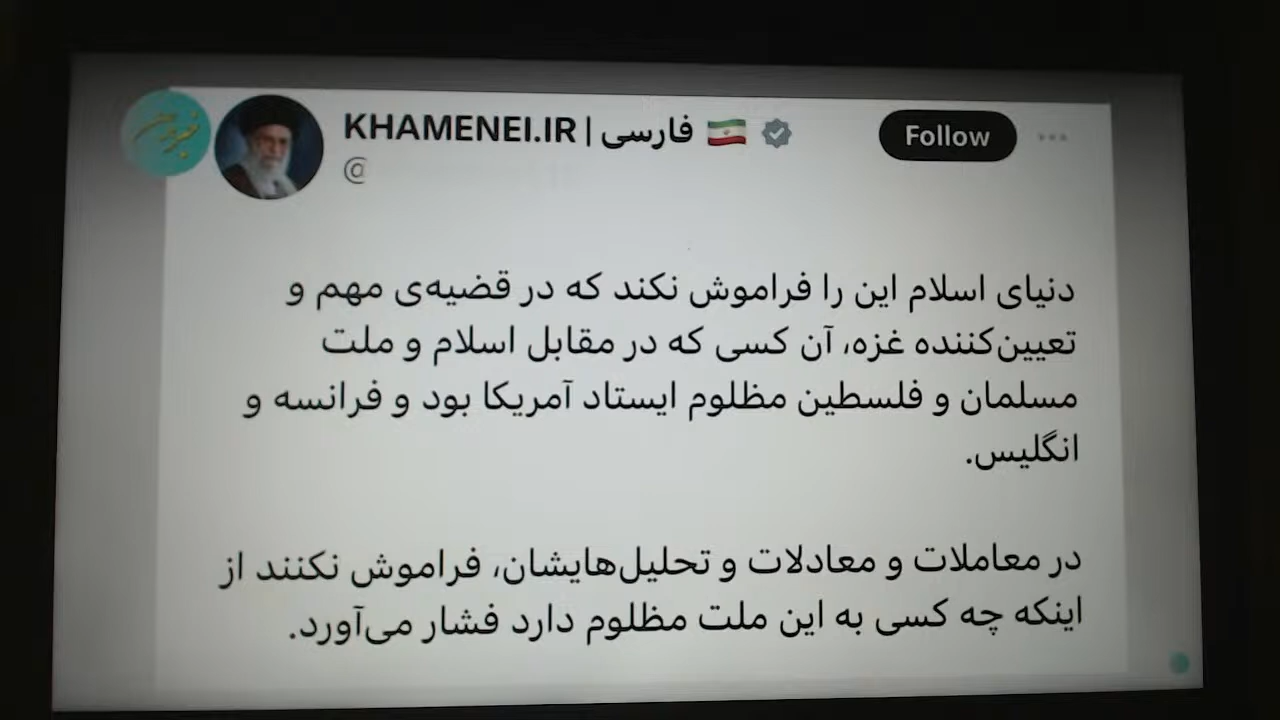 KHAMENEI.IR | فارسی
@
Follow
دنیای اسلام این را فراموش نکند که در قضیه‌ی مهم و
تعیین‌کننده غزه، آن کسی که در مقابل اسلام و ملت
مسلمان و فلسطین مظلوم ایستاد آمریکا بود و فرانسه و
انگلیس.
در معاملات و معادلات و تحلیل‌هایشان، فراموش نکنند از
اینکه چه کسی به این ملت مظلوم دارد فشار می‌آورد.